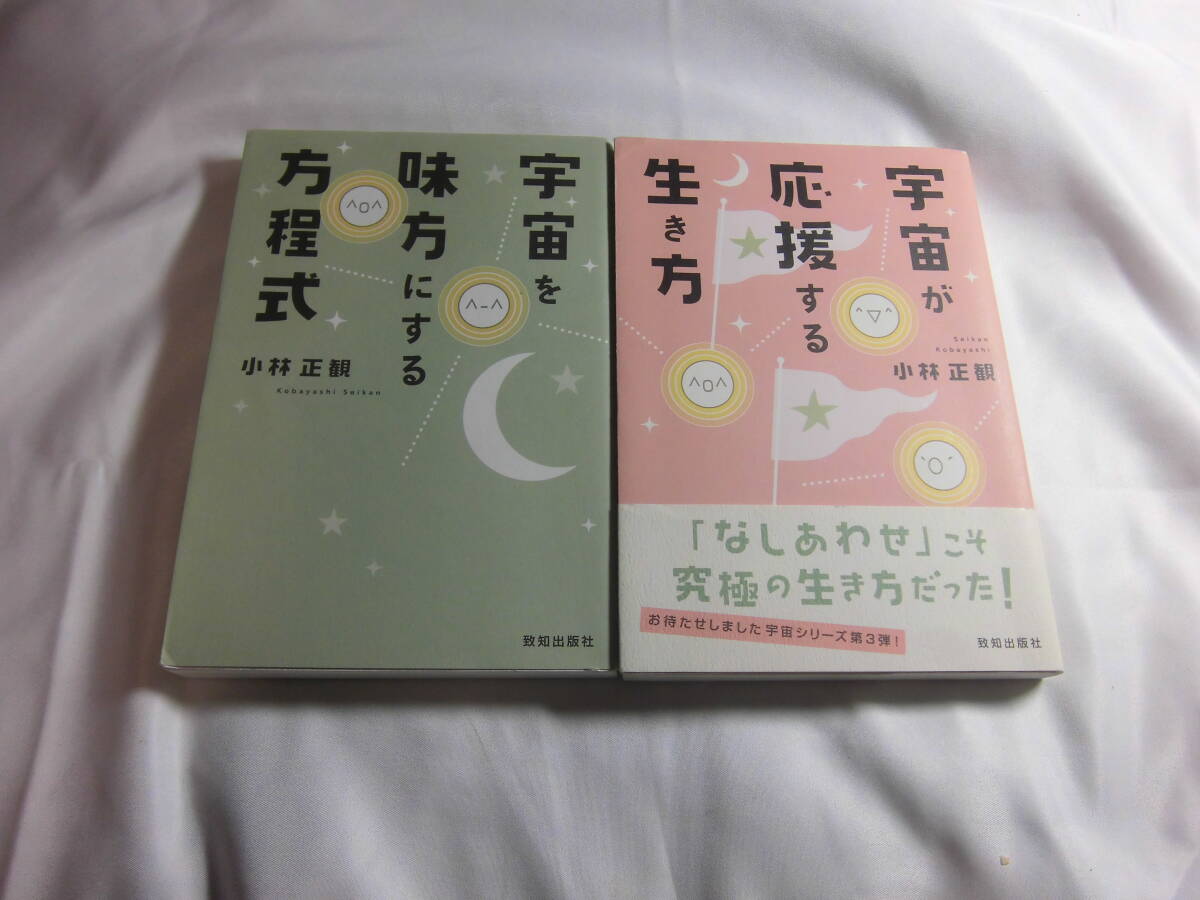 宇宙を
味方にする
方程式
小林 正観
Kobayashi Seikan
致知出版社
宇宙が
応援する
生き方
Seikan
Kobayashi
小林 正観
「なしあわせ」こそ
究極の生き方だった!
お待たせしました 宇宙シリーズ第3弾!
致知出版社